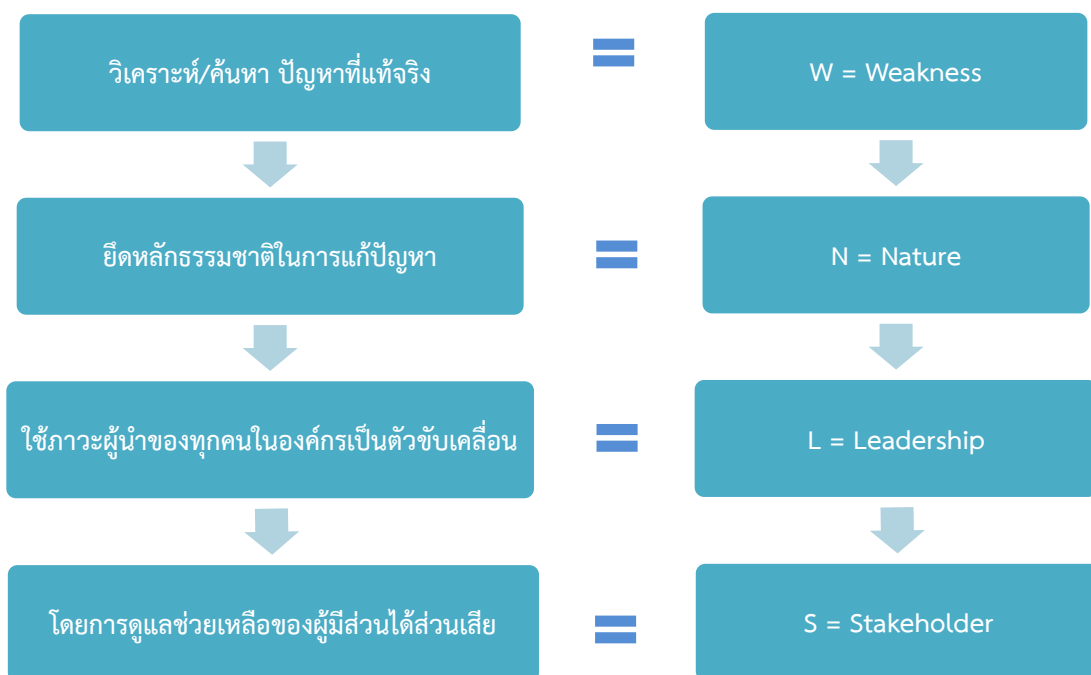 วิเคราะห์/ค้นหา ปัญหาที่แท้จริง
W = Weakness
ยึดหลักธรรมชาติในการแก้ปัญหา
N = Nature
ใช้ภาวะผู้นำของทุกคนในองค์กรเป็นตัวขับเคลื่อน
L = Leadership
โดยการดูแลช่วยเหลือของผู้มีส่วนได้ส่วนเสีย
S = Stakeholder